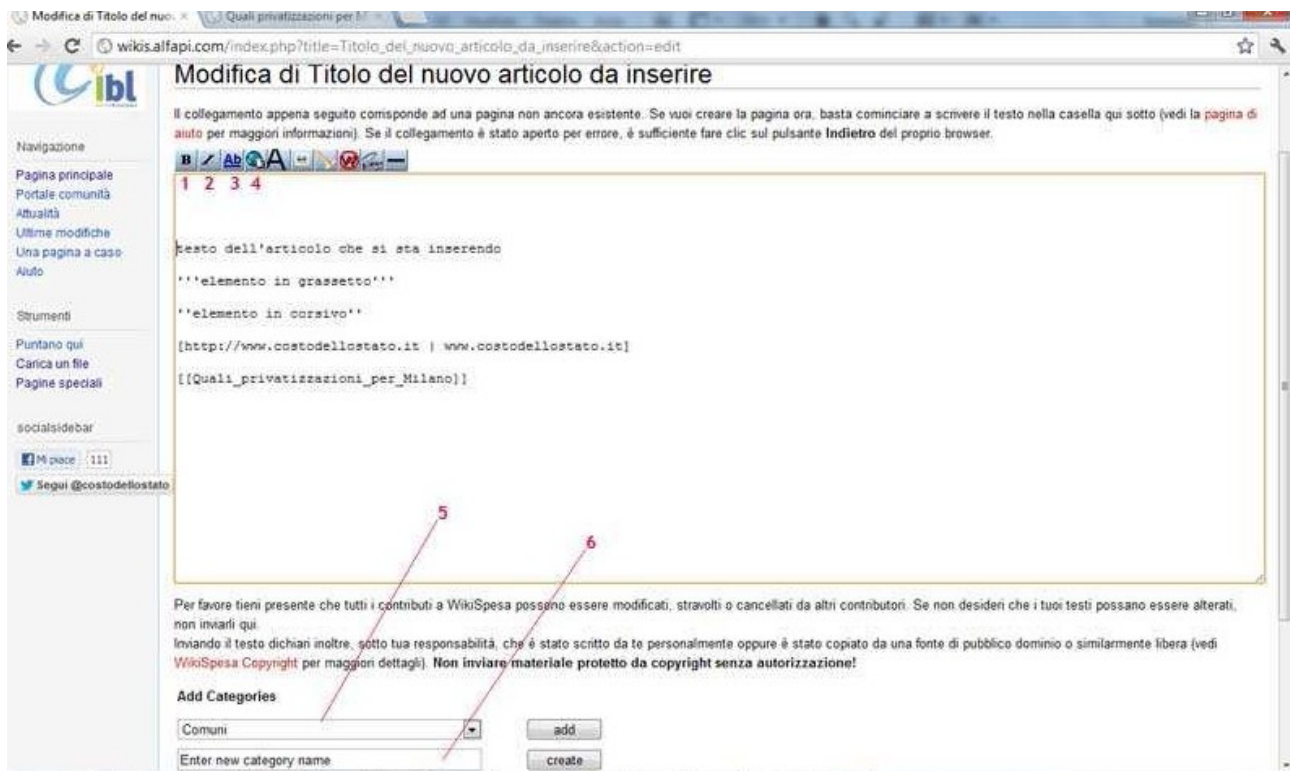 Modifica di Titolo del nuo
Quali privatizzazioni per M
wikis.alfapi.com/index.php?title=Titolo_del_nuovo_articolo_da_inserire&action=edit
ibl
Modifica di Titolo del nuovo articolo da inserire
Il collegamento appena seguito corrisponde ad una pagina non ancora esistente. Se vuoi creare la pagina ora, basta cominciare a scrivere il testo nella casella qui sotto (vedi la pagina di
aiuto per maggiori informazioni). Se il collegamento è stato aperto per errore, è sufficiente fare clic sul pulsante Indietro del proprio browser.
Navigazione
Pagina principale
Portale comunità
Attualità
Ultime modifiche
Una pagina a caso
Aiuto
Strumenti
Puntano qui
Carica un file
Pagine speciali
socialsidebar
Mi piace 111
Segui @costodellostato
B I Ab A
1 2 3 4
testo dell'articolo che si sta inserendo
'''elemento in grassetto'''
''elemento in corsivo''
[http://www.costodellostato.it | www.costodellostato.it]
[[Quali_privatizzazioni_per_Milano]]
5
6
Per favore tieni presente che tutti i contributi a WikiSpesa possono essere modificati, stravolti o cancellati da altri contributori. Se non desideri che i tuoi testi possano essere alterati,
non inviarli qui.
Inviando il testo dichiari inoltre, sotto tua responsabilità, che è stato scritto da te personalmente oppure è stato copiato da una fonte di pubblico dominio o similarmente libera (vedi
WikiSpesa Copyright per maggiori dettagli). Non inviare materiale protetto da copyright senza autorizzazione!
Add Categories
Comuni
add
Enter new category name
create